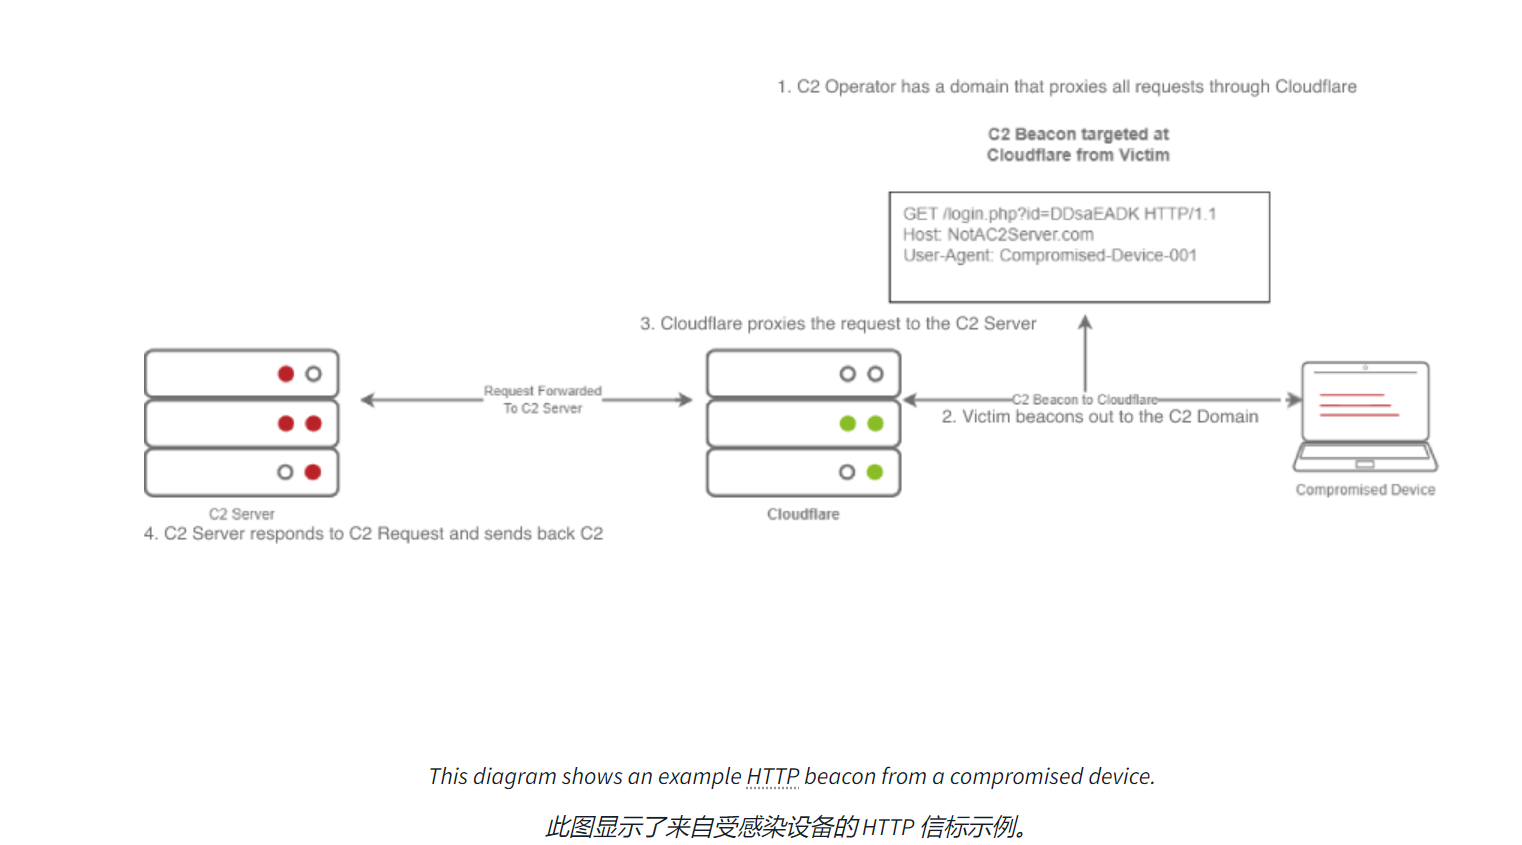 1. C2 Operator has a domain that proxies all requests through Cloudflare
C2 Beacon targeted at
Cloudflare from Victim
GET /login.php?id=DDsaEADK HTTP/1.1
Host: NotAC2Server.com
User-Agent: Compromised-Device-001
3. Cloudflare proxies the request to the C2 Server
Request Forwarded
To C2 Server
C2 Beacon to Cloudflare
2. Victim beacons out to the C2 Domain
Compromised Device
C2 Server
Cloudflare
4. C2 Server responds to C2 Request and sends back C2
This diagram shows an example HTTP beacon from a compromised device.
此图显示了来自受感染设备的 HTTP 信标示例。